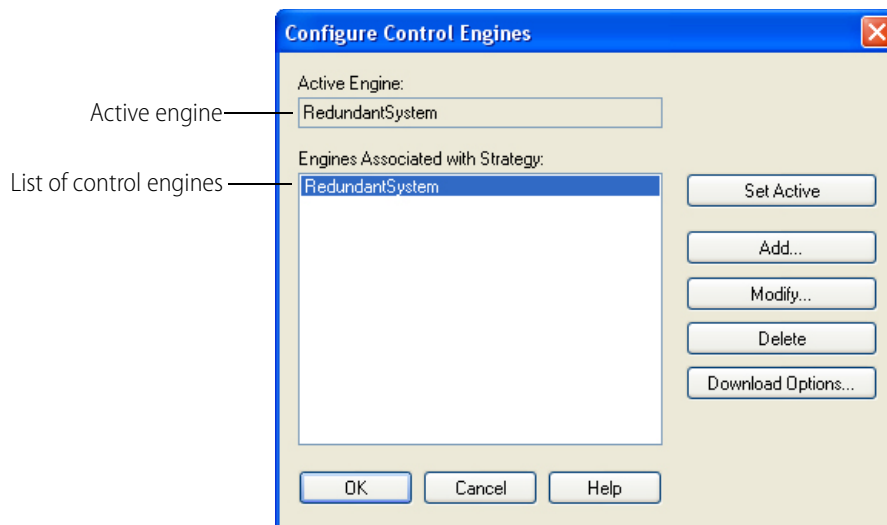 Configure Control Engines
Active Engine:
Active engine
RedundantSystem
Engines Associated with Strategy:
List of control engines
RedundantSystem
Set Active
Add...
Modify...
Delete
Download Options...
OK
Cancel
Help